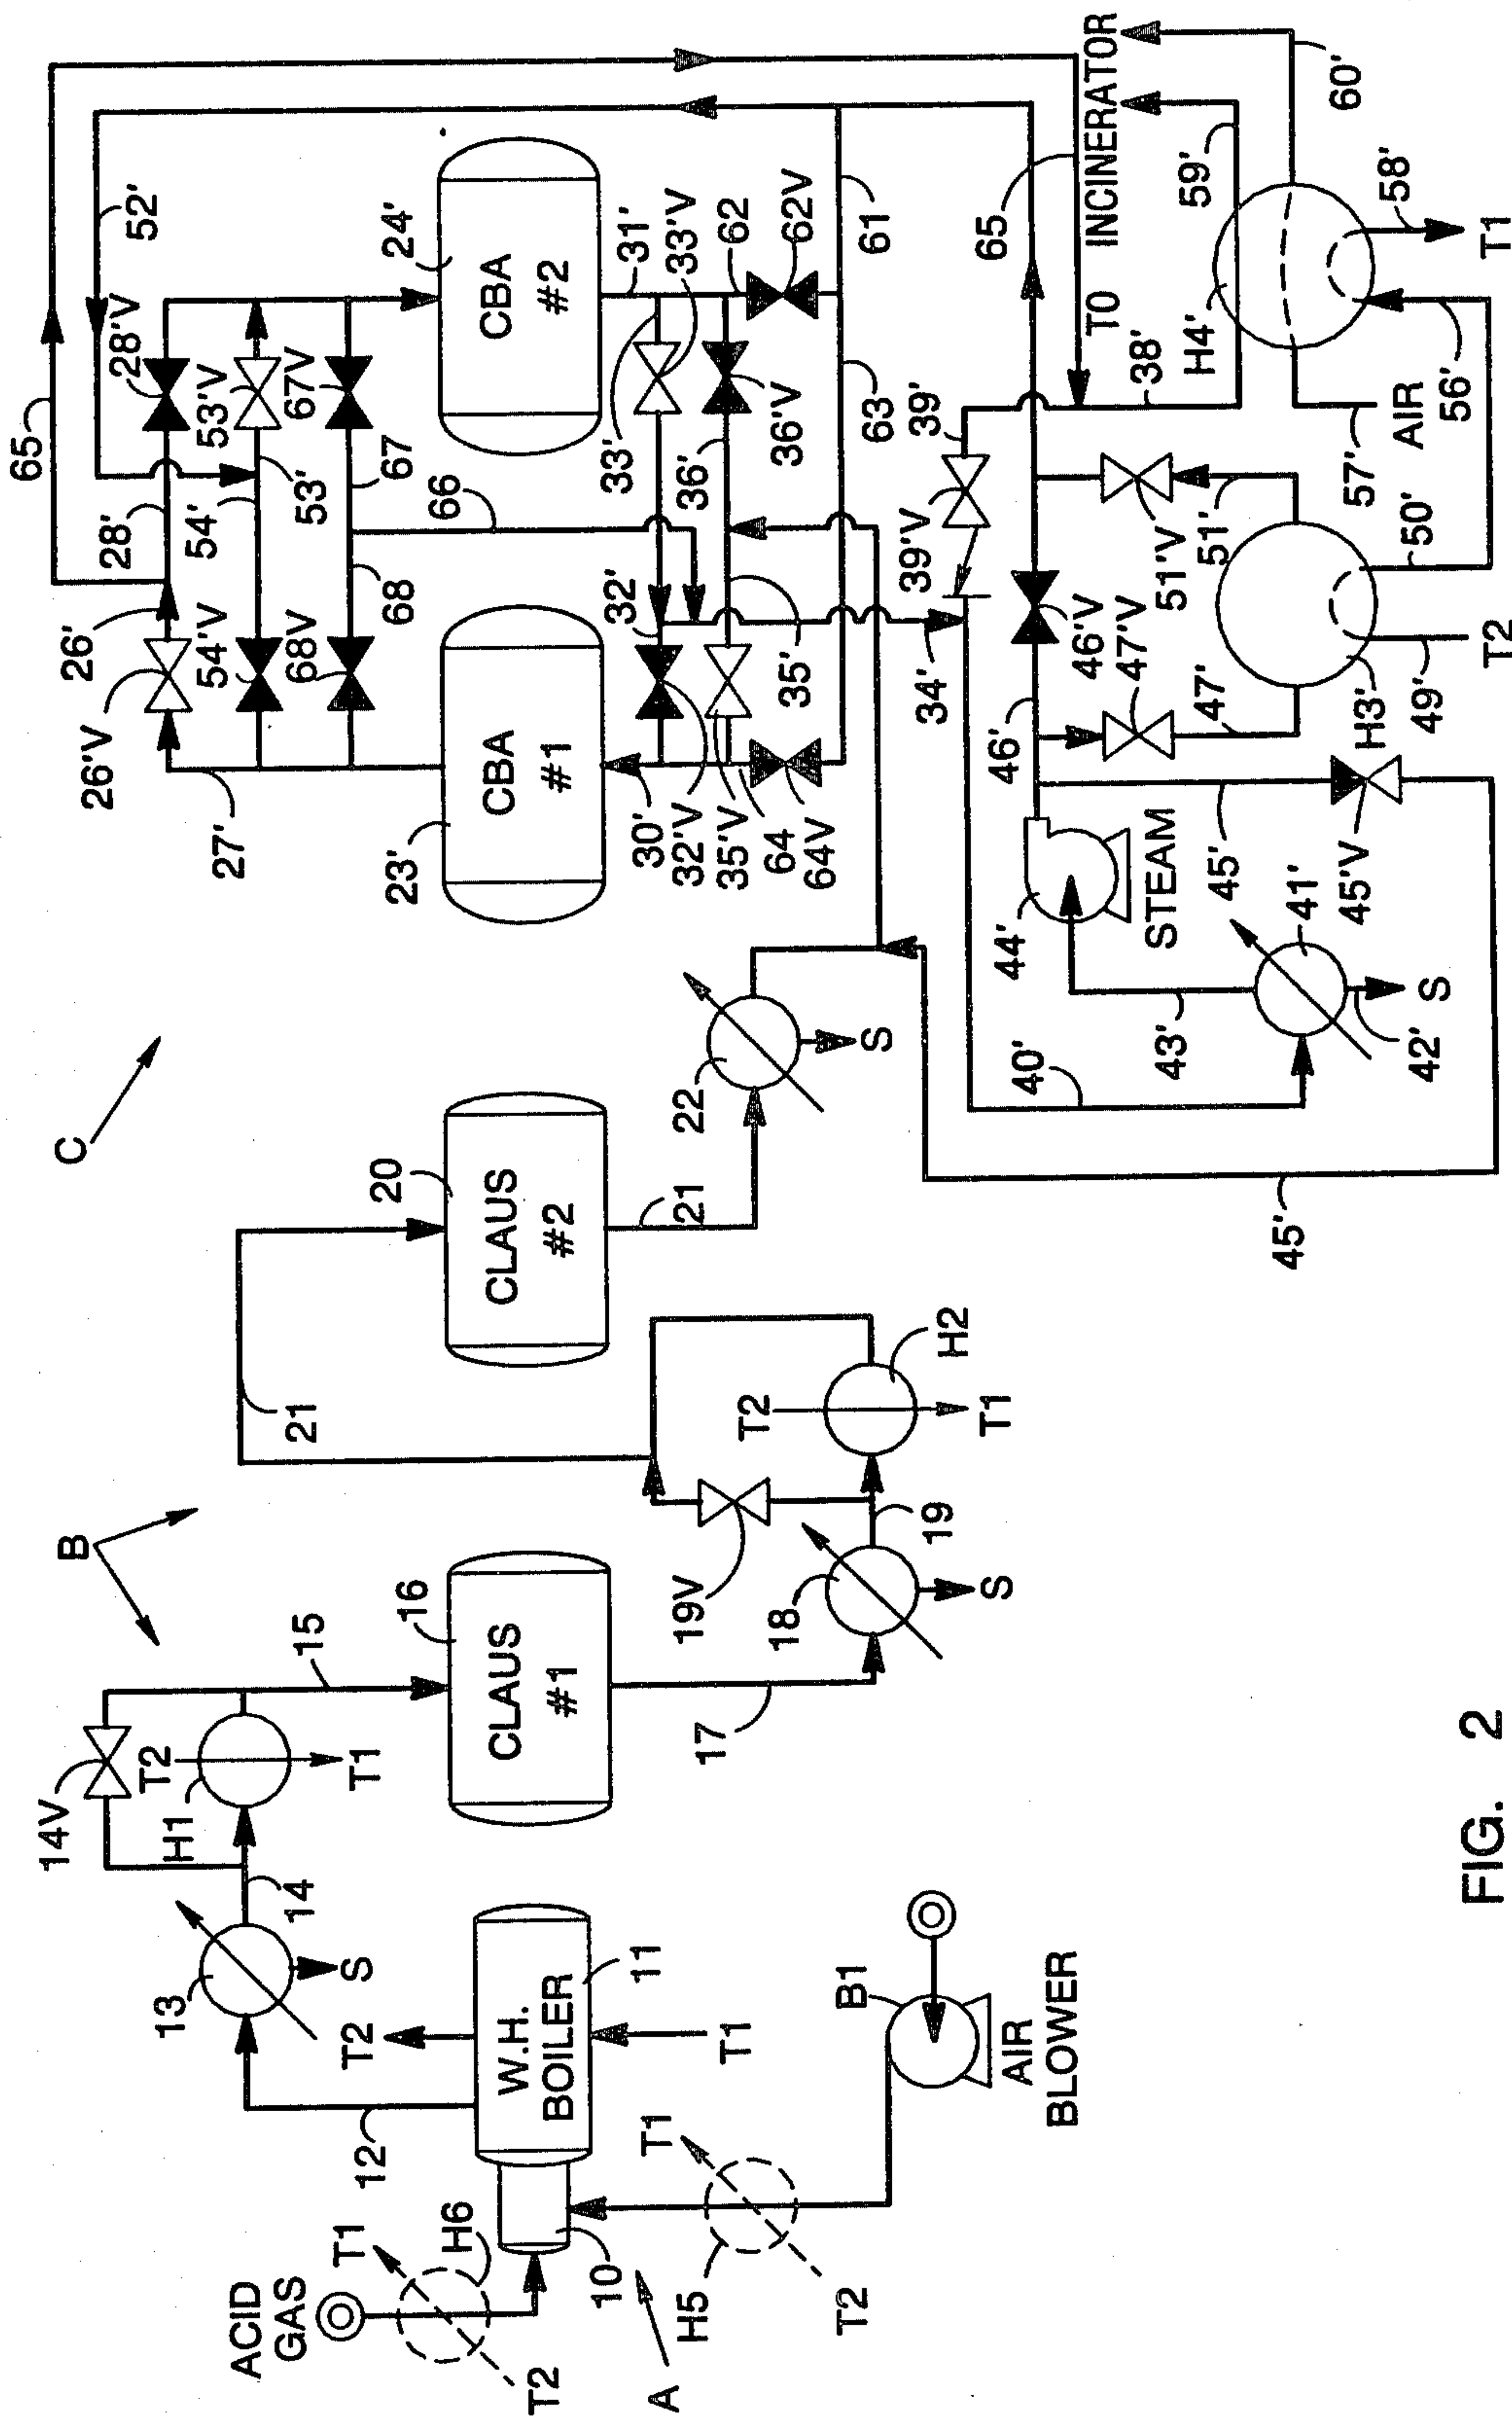 ACID
GAS
T1
H6
T2
A
10
H5
T1
T2
12
W.H.
BOILER
11
T2
T1
B1
AIR
BLOWER
13
S
14
14V
H1
T2
T1
15
B
CLAUS
#1
16
17
18
S
19
19V
H2
T2
T1
21
CLAUS
#2
20
21
22
S
C
CBA
#1
23'
27'
26'V
26'
54'V
68V
65
28'
54'
53'
68
67
66
28'V
53'V
67V
52'
CBA
#2
24'
31'
33'V
62
62V
61
33'
36'
36'V
63'
32'
35'
30'
32'V
35'V
64
64V
34'
39'V
39'
65
TO INCINERATOR
38'
H4'
59'
60'
58'
T1
56'
57'
AIR
50'
51'
51'V
46'V
47'V
46'
47'
H3'
49'
T2
44'
STEAM
45'
45'V
41'
43'
42'
S
40'
45'
FIG. 2